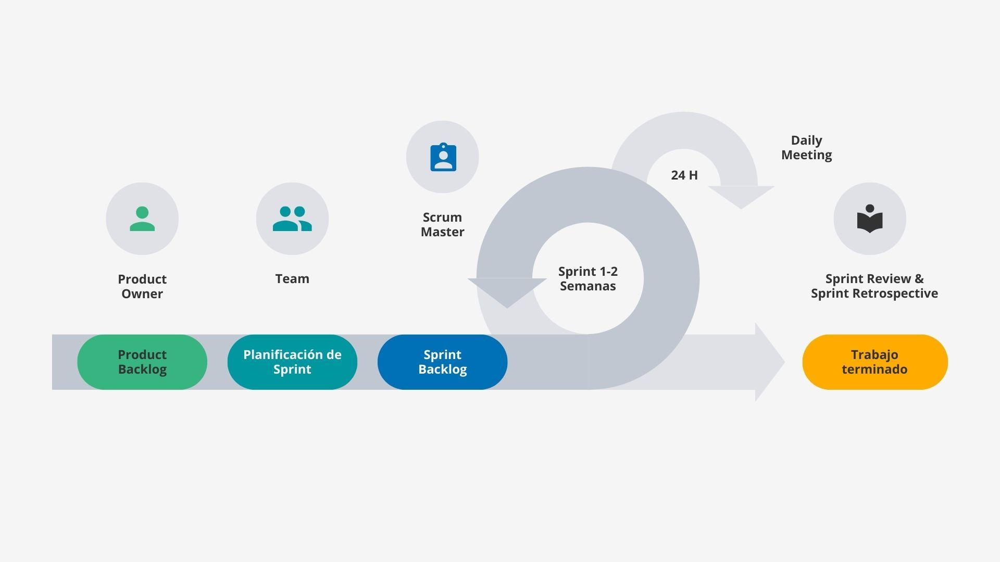 Product
Owner
Team
Scrum
Master
Sprint 1-2
Semanas
24 H
Daily
Meeting
Sprint Review &
Sprint Retrospective
Product
Backlog
Planificación de
Sprint
Sprint
Backlog
Trabajo
terminado